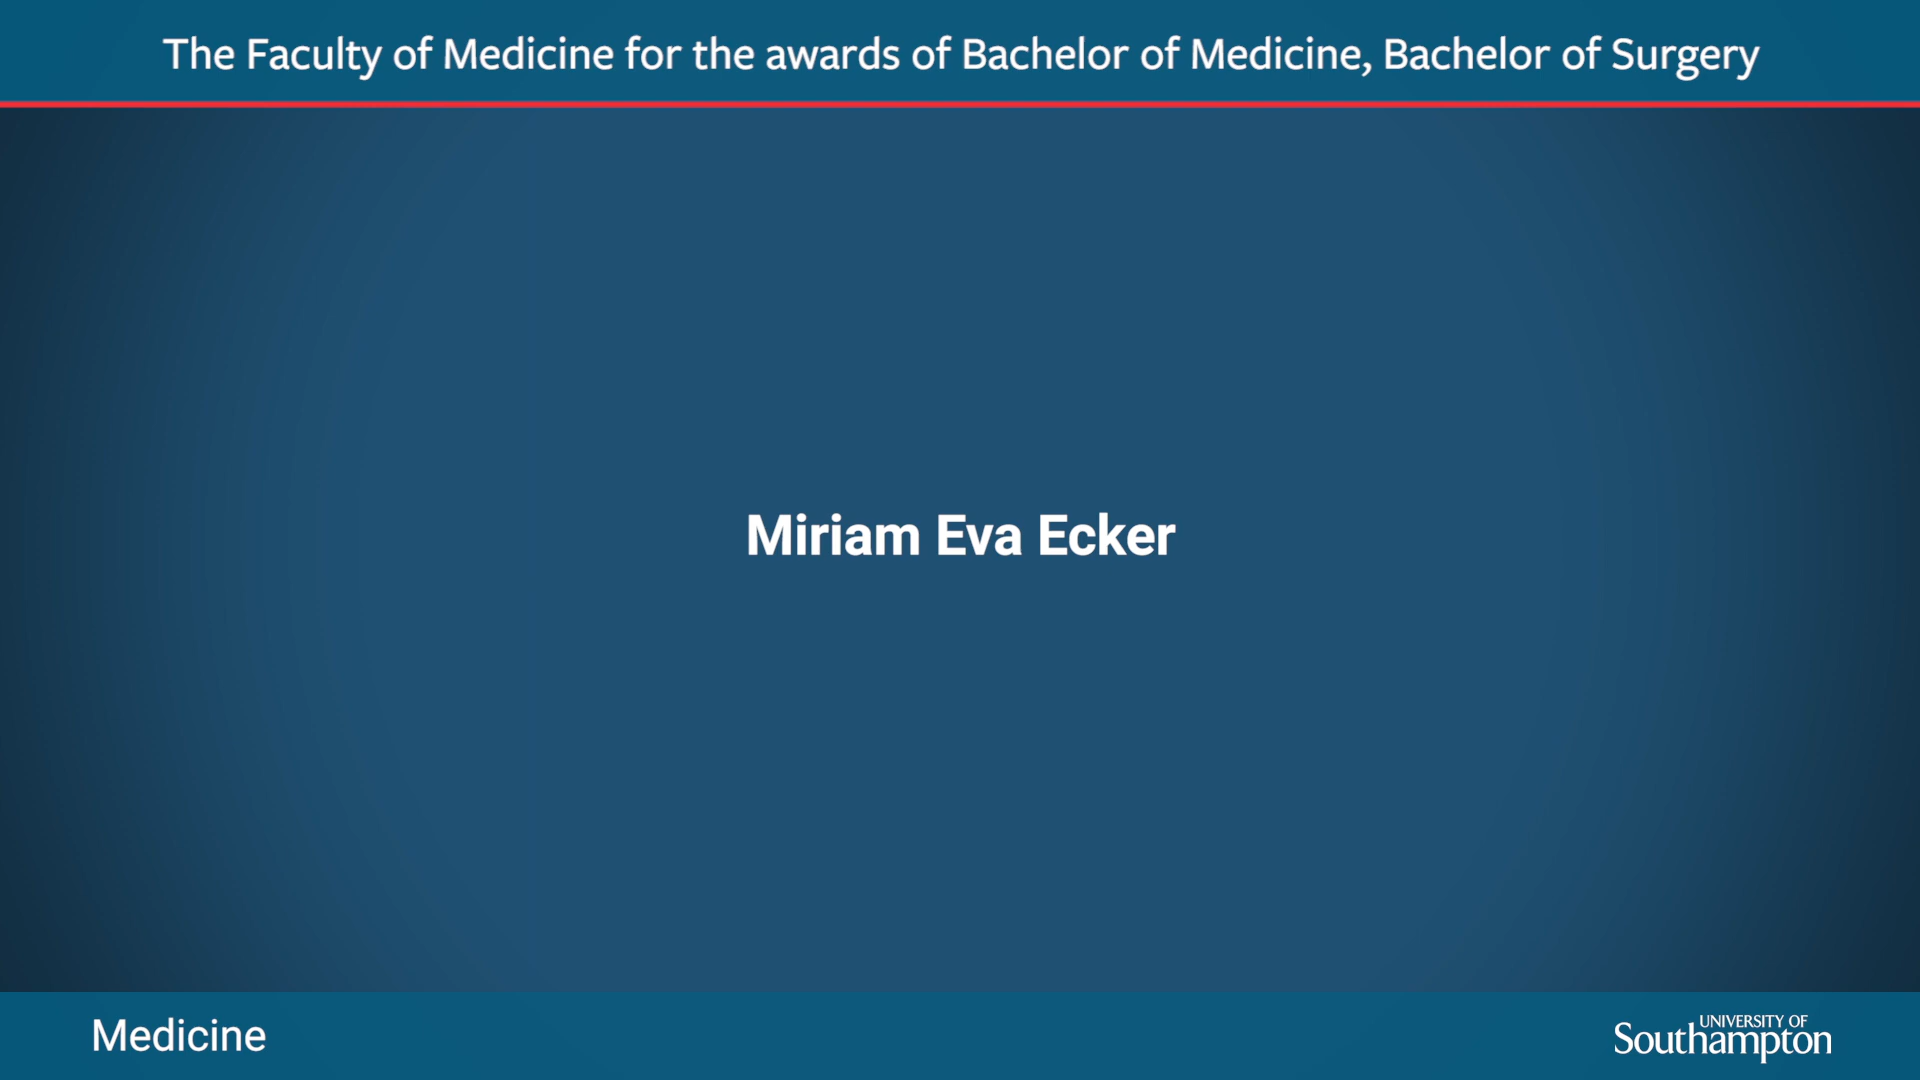 The Faculty of Medicine for the awards of Bachelor of Medicine, Bachelor of Surgery
Miriam Eva Ecker
Medicine
UNIVERSITY OF
Southampton